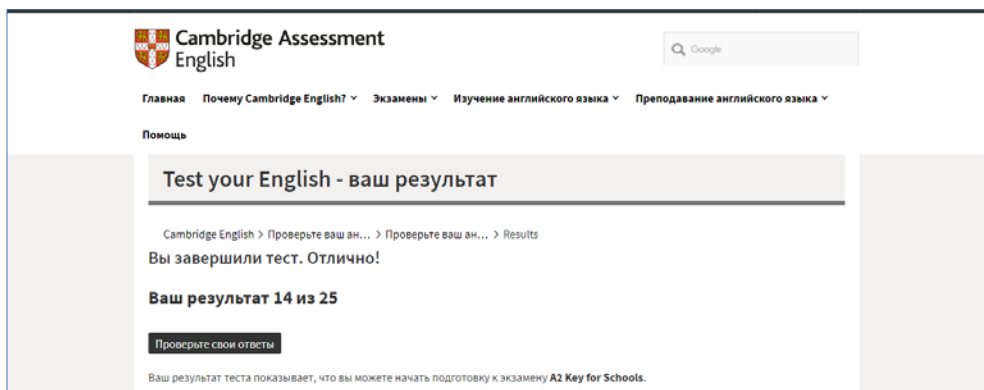 Cambridge Assessment
English
Google
Главная Почему Cambridge English? Экзамены Изучение английского языка Преподавание английского языка
Помощь
Test your English - ваш результат
Cambridge English > Проверьте ваш ан... > Проверьте ваш ан... > Results
Вы завершили тест. Отлично!
Ваш результат 14 из 25
Проверьте свои ответы
Ваш результат теста показывает, что вы можете начать подготовку к экзамену A2 Key for Schools.